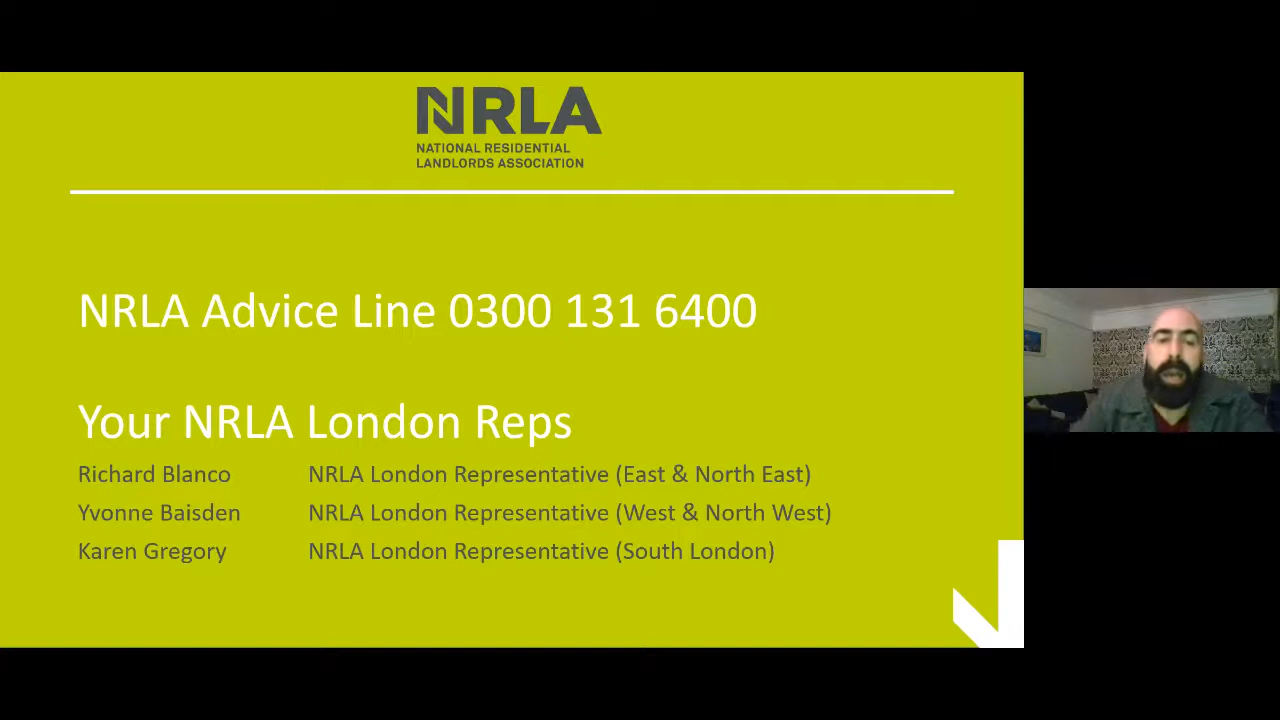 NRLA
NATIONAL RESIDENTIAL
LANDLORDS ASSOCIATION
NRLA Advice Line 0300 131 6400
Your NRLA London Reps
Richard Blanco NRLA London Representative (East & North East)
Yvonne Baisden NRLA London Representative (West & North West)
Karen Gregory NRLA London Representative (South London)